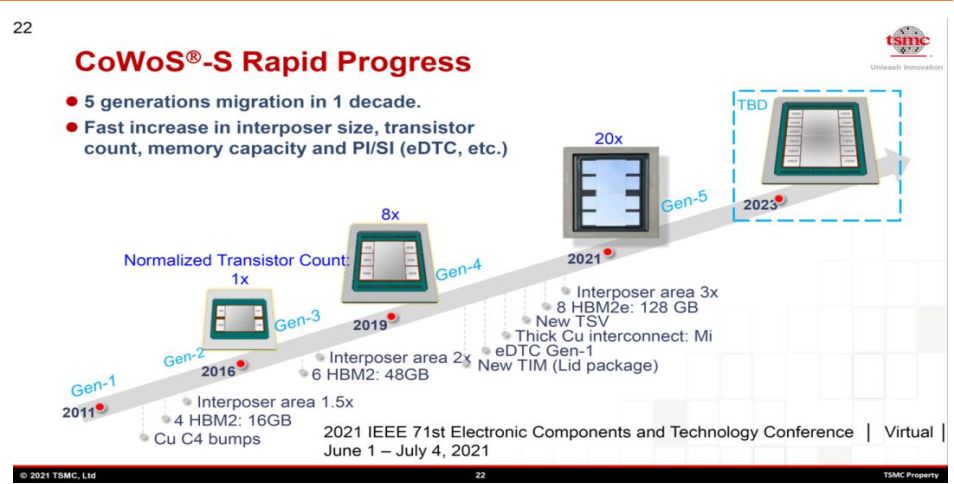 22
CoWoS®-S Rapid Progress
tsmc
Unleash Innovation
● 5 generations migration in 1 decade.
● Fast increase in interposer size, transistor
count, memory capacity and PI/SI (eDTC, etc.)
TBD
20x
Gen-5
2023
8x
2021
Normalized Transistor Count:
1x
Gen-4
Interposer area 3x
8 HBM2e: 128 GB
New TSV
Thick Cu interconnect: Mi
eDTC Gen-1
New TIM (Lid package)
Gen-3
2019
Interposer area 2x
6 HBM2: 48GB
Gen-2
2016
Interposer area 1.5x
4 HBM2: 16GB
Cu C4 bumps
Gen-1
2011
2021 IEEE 71st Electronic Components and Technology Conference | Virtual |
June 1 – July 4, 2021
© 2021 TSMC, Ltd
22
TSMC Property